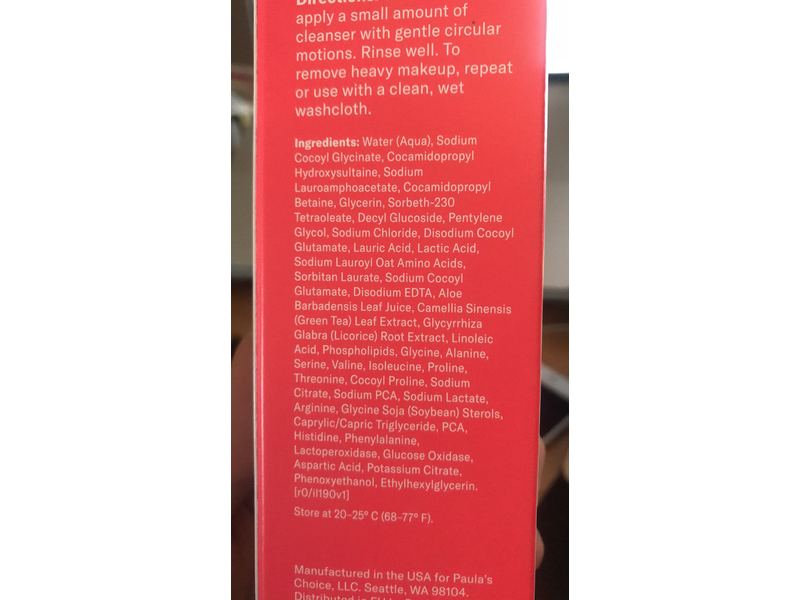 Directions:
apply a small amount of
cleanser with gentle circular
motions. Rinse well. To
remove heavy makeup, repeat
or use with a clean, wet
washcloth.
Ingredients: Water (Aqua), Sodium
Cocoyl Glycinate, Cocamidopropyl
Hydroxysultaine, Sodium
Lauroamphoacetate, Cocamidopropyl
Betaine, Glycerin, Sorbeth-230
Tetraoleate, Decyl Glucoside, Pentylene
Glycol, Sodium Chloride, Disodium Cocoyl
Glutamate, Lauric Acid, Lactic Acid,
Sodium Lauroyl Oat Amino Acids,
Sorbitan Laurate, Sodium Cocoyl
Glutamate, Disodium EDTA, Aloe
Barbadensis Leaf Juice, Camellia Sinensis
(Green Tea) Leaf Extract, Glycyrrhiza
Glabra (Licorice) Root Extract, Linoleic
Acid, Phospholipids, Glycine, Alanine,
Serine, Valine, Isoleucine, Proline,
Threonine, Cocoyl Proline, Sodium
Citrate, Sodium PCA, Sodium Lactate,
Arginine, Glycine Soja (Soybean) Sterols,
Caprylic/Capric Triglyceride, PCA,
Histidine, Phenylalanine,
Lactoperoxidase, Glucose Oxidase,
Aspartic Acid, Potassium Citrate,
Phenoxyethanol, Ethylhexylglycerin.
[r0/il190v1]
Store at 20–25° C (68–77° F).
Manufactured in the USA for Paula's
Choice, LLC. Seattle, WA 98104.
Distributed in EU by